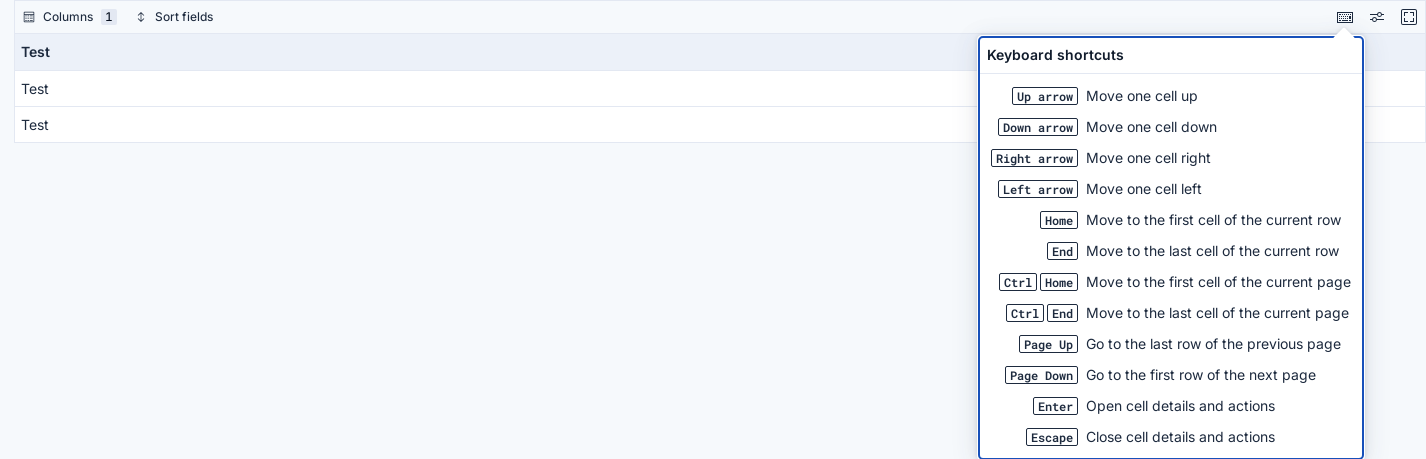 Columns 1 Sort fields
Test
Test
Test
Keyboard shortcuts
Up arrow Move one cell up
Down arrow Move one cell down
Right arrow Move one cell right
Left arrow Move one cell left
Home Move to the first cell of the current row
End Move to the last cell of the current row
Ctrl Home Move to the first cell of the current page
Ctrl End Move to the last cell of the current page
Page Up Go to the last row of the previous page
Page Down Go to the first row of the next page
Enter Open cell details and actions
Escape Close cell details and actions